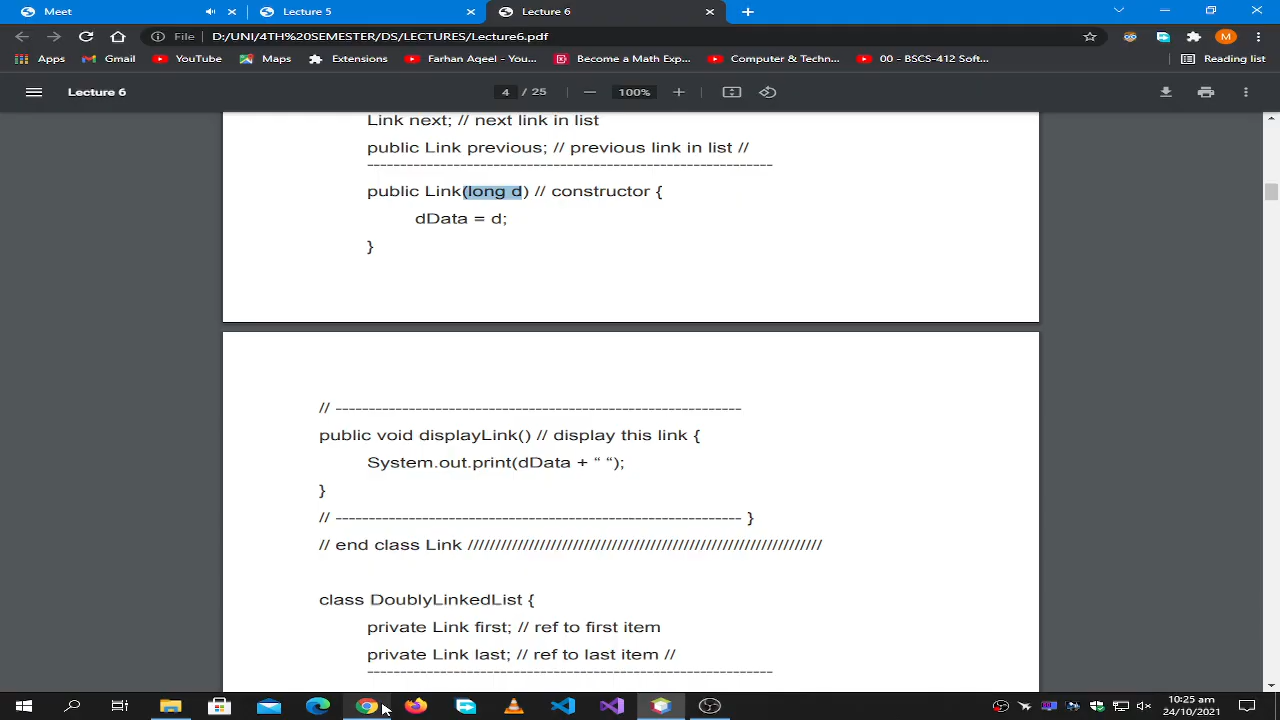 Meet
Lecture 5
Lecture 6
File D:/UNI/4TH%20SEMESTER/DS/LECTURES/Lecture6.pdf
Apps Gmail YouTube Maps Extensions Farhan Aqeel - You... Become a Math Exp... Computer & Techn... 00 - BSCS-412 Soft... Reading list
Lecture 6 4 / 25 100%
Link next; // next link in list
public Link previous; // previous link in list //
-------------------------------------------------------------
public Link(long d) // constructor {
dData = d;
}
// -------------------------------------------------------------
public void displayLink() // display this link {
System.out.print(dData + “ “);
}
// ------------------------------------------------------------- }
// end class Link ////////////////////////////////////////////////////////////////
class DoublyLinkedList {
private Link first; // ref to first item
private Link last; // ref to last item //
-------------------------------------------------------------
10:25 am
24/10/2021